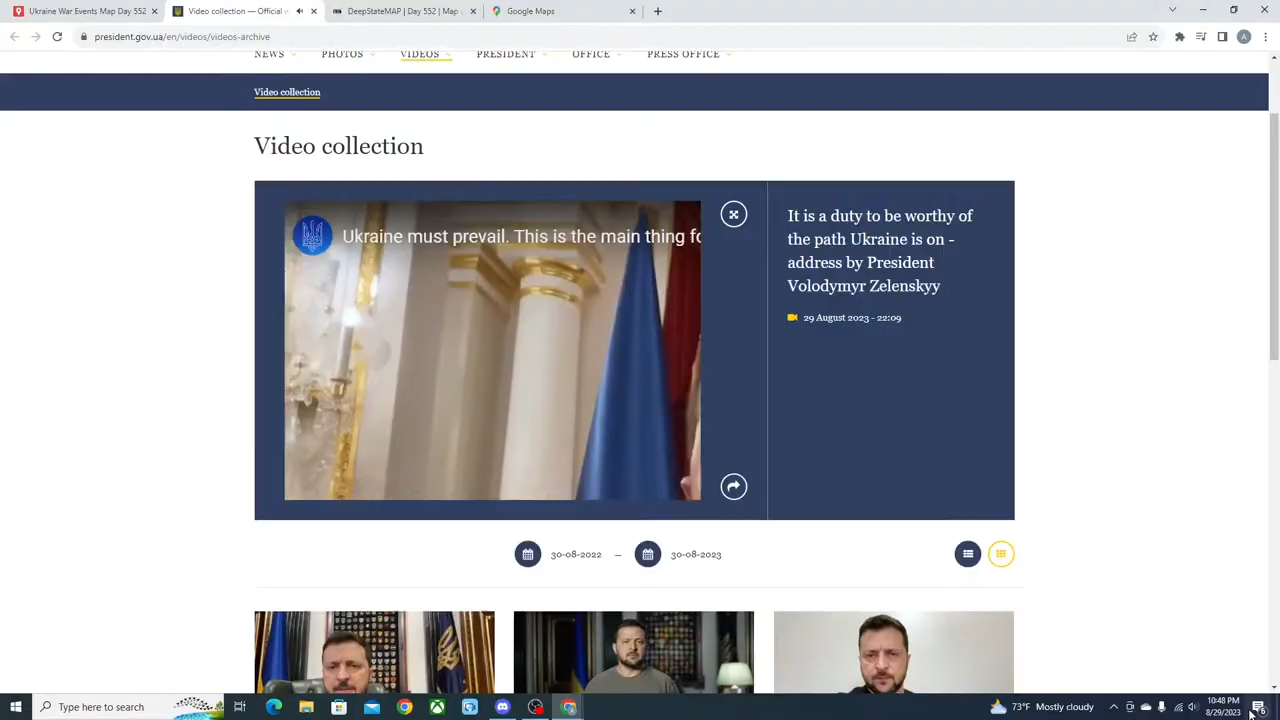 Ukraine War Events Map Day 552
Video collection — Official
DeepStateMAP | Day 552 | Map
Google Maps
president.gov.ua/en/videos/videos-archive
A
NEWS
PHOTOS
VIDEOS
PRESIDENT
OFFICE
PRESS OFFICE
Video collection
Video collection
Ukraine must prevail. This is the main thing fo
It is a duty to be worthy of
the path Ukraine is on -
address by President
Volodymyr Zelenskyy
29 August 2023 - 22:09
30-08-2022 – 30-08-2023
Type here to search
73°F Mostly cloudy
10:48 PM
8/29/2023
6